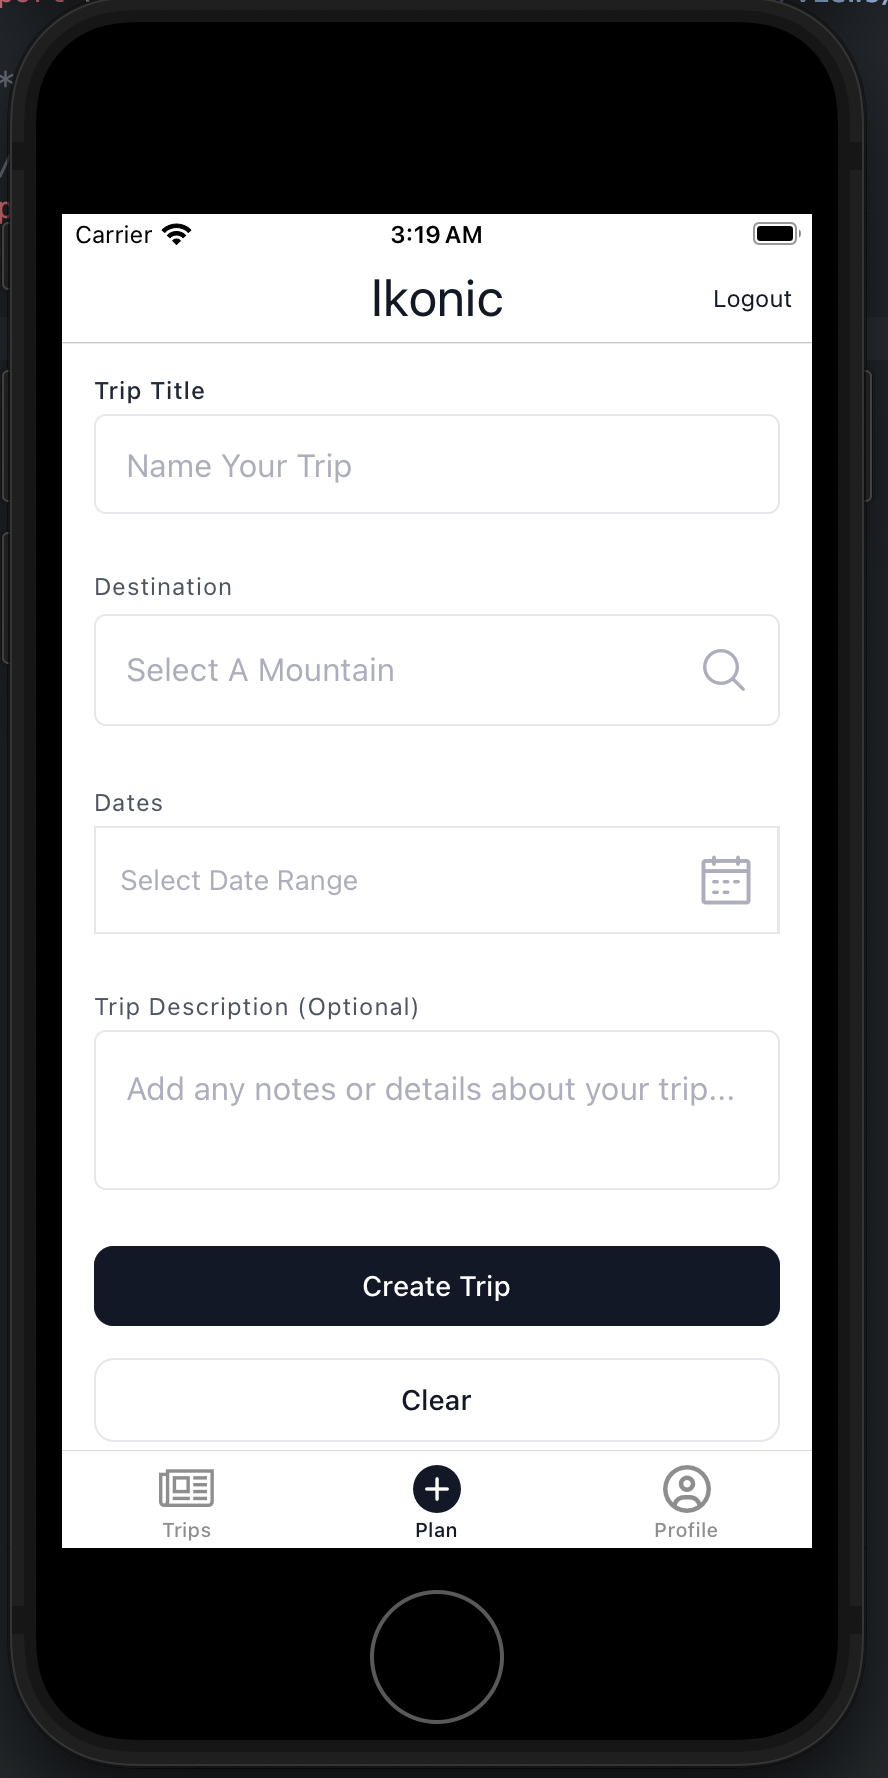 Carrier 3:19 AM
Ikonic Logout
Trip Title
Name Your Trip
Destination
Select A Mountain
Dates
Select Date Range
Trip Description (Optional)
Add any notes or details about your trip...
Create Trip
Clear
Trips Plan Profile